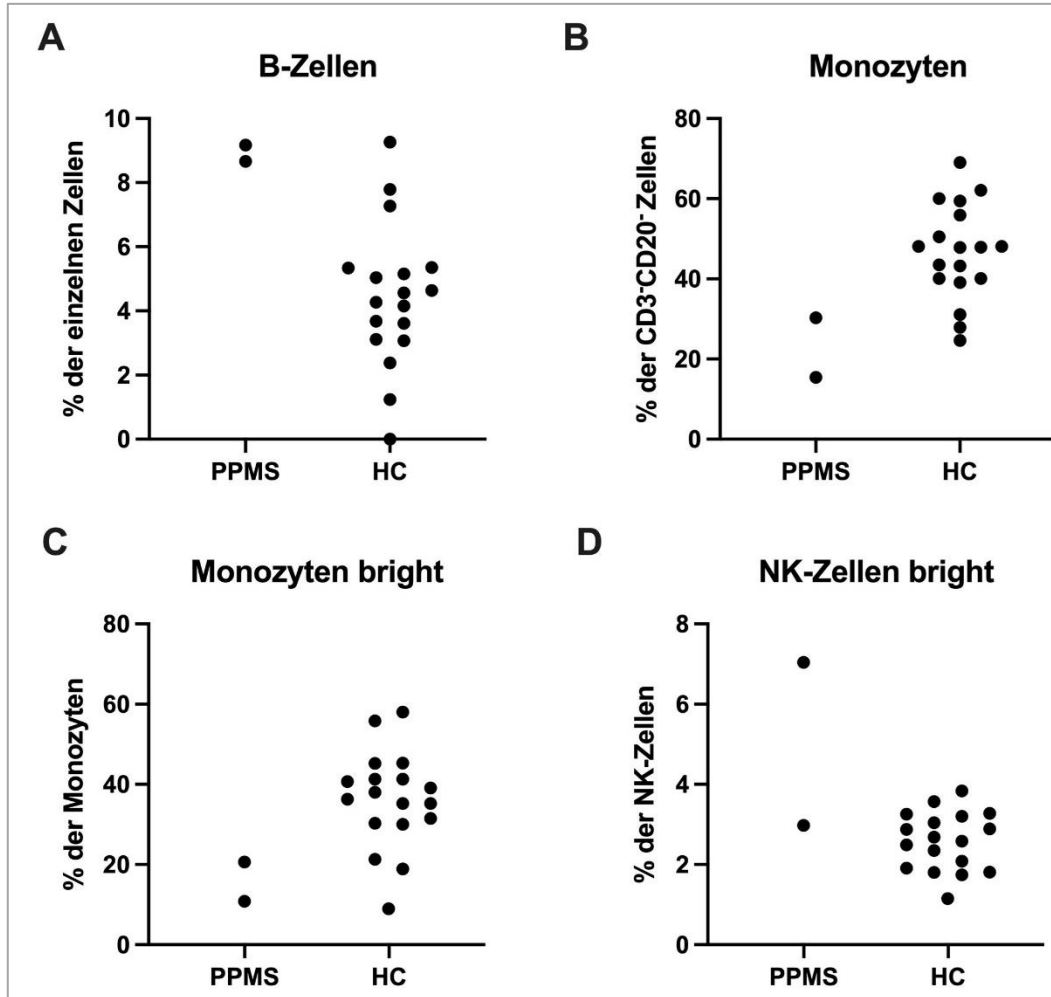 A
B-Zellen
% der einzelnen Zellen
10
8
6
4
2
0
PPMS
HC
B
Monozyten
% der CD3⁻CD20⁻ Zellen
80
60
40
20
0
PPMS
HC
C
Monozyten bright
% der Monozyten
80
60
40
20
0
PPMS
HC
D
NK-Zellen bright
% der NK-Zellen
8
6
4
2
0
PPMS
HC